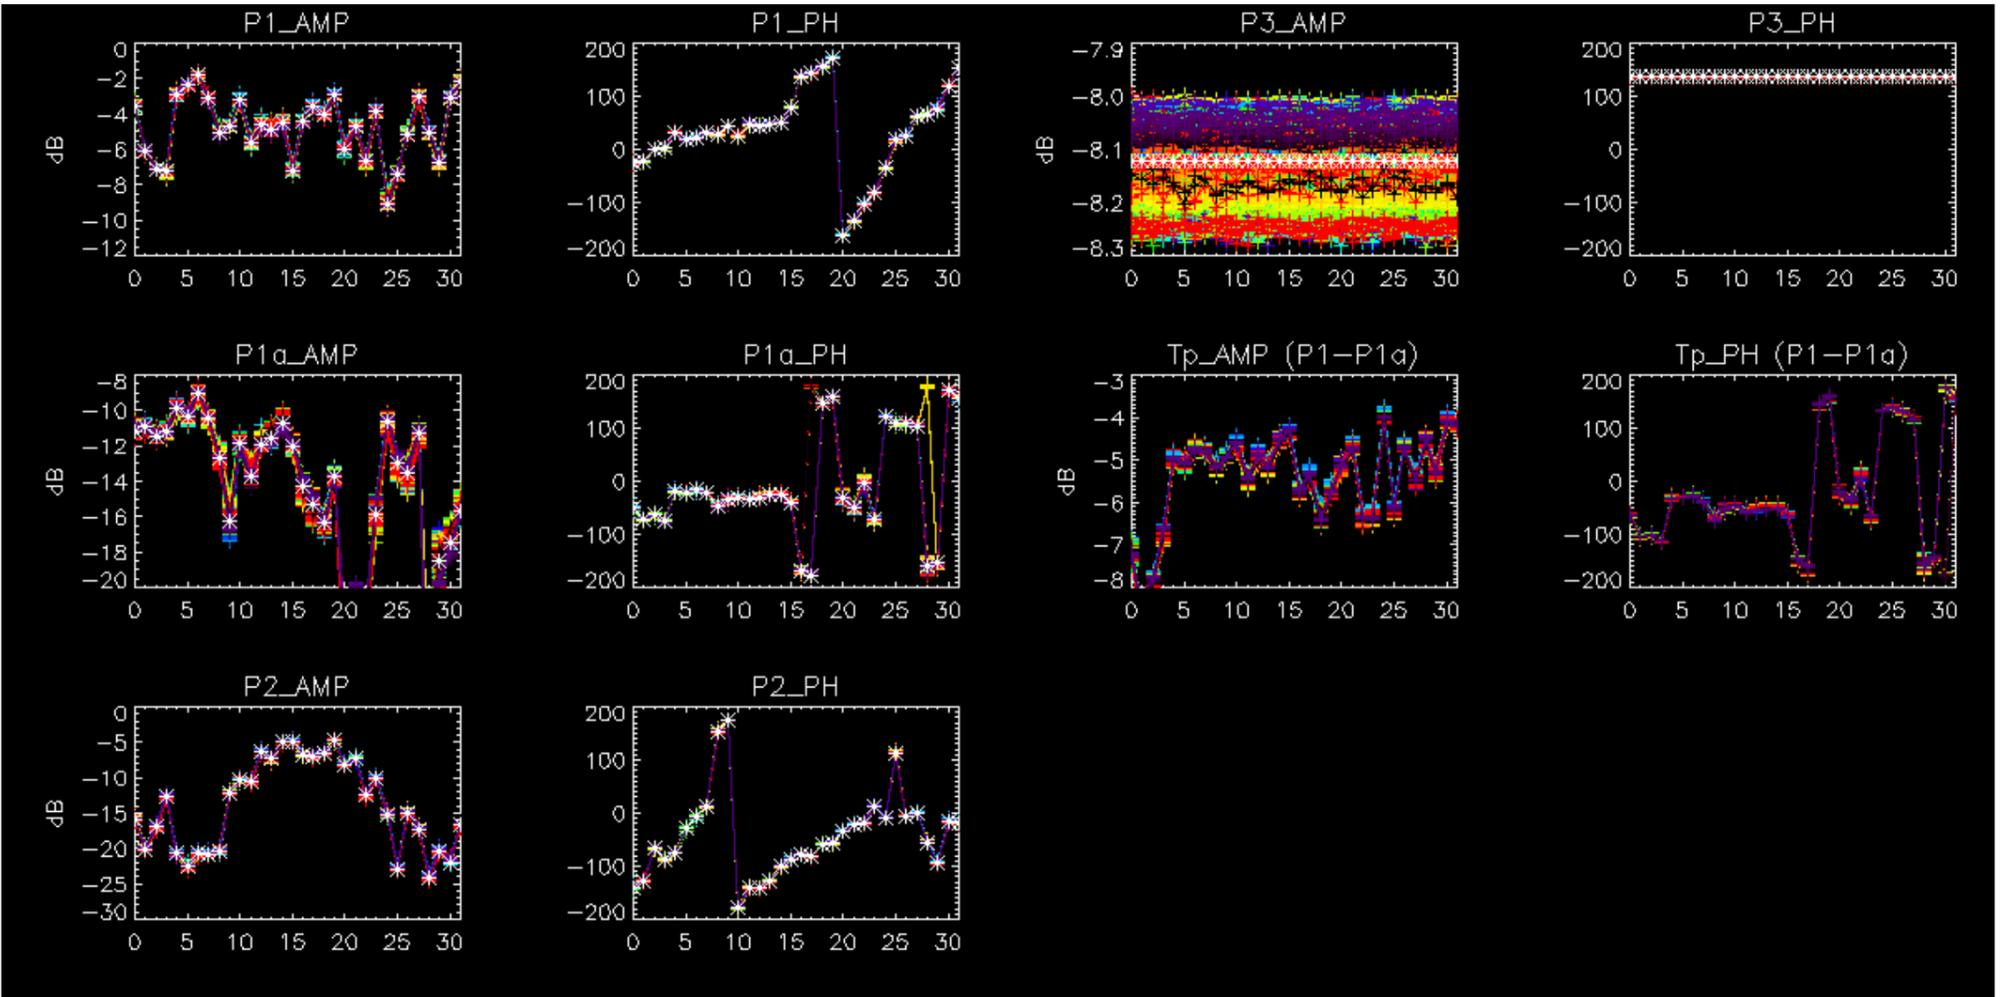 P1_AMP P1_PH P3_AMP P3_PH
0 200 −7.9 200
−2
−4 100 −8.0 100
dB −6 0 dB −8.1 0
−8
−10 −100 −8.2 −100
−12 −200 −8.3 −200
0 5 10 15 20 25 30 0 5 10 15 20 25 30 0 5 10 15 20 25 30 0 5 10 15 20 25 30
P1a_AMP P1a_PH Tp_AMP (P1−P1a) Tp_PH (P1−P1a)
−8 200 −3 200
−10 100 −4 100
−12
dB −14 0 dB −5 0
−16 −100 −6 −100
−18 −7
−20 −200 −8 −200
0 5 10 15 20 25 30 0 5 10 15 20 25 30 0 5 10 15 20 25 30 0 5 10 15 20 25 30
P2_AMP P2_PH
0 200
−5 100
−10
dB −15 0
−20 −100
−25
−30 −200
0 5 10 15 20 25 30 0 5 10 15 20 25 30